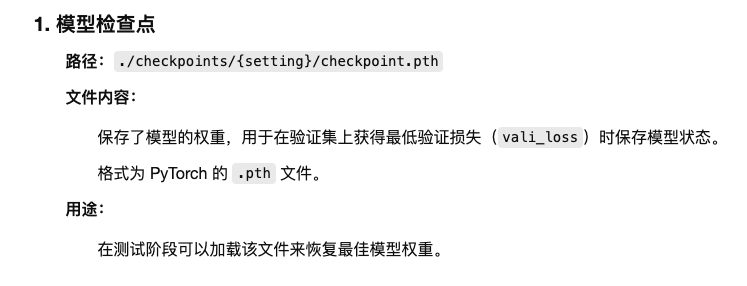 1. 模型检查点
路径： ./checkpoints/{setting}/checkpoint.pth
文件内容：
保存了模型的权重，用于在验证集上获得最低验证损失（ vali_loss ）时保存模型状态。
格式为 PyTorch 的 .pth 文件。
用途：
在测试阶段可以加载该文件来恢复最佳模型权重。